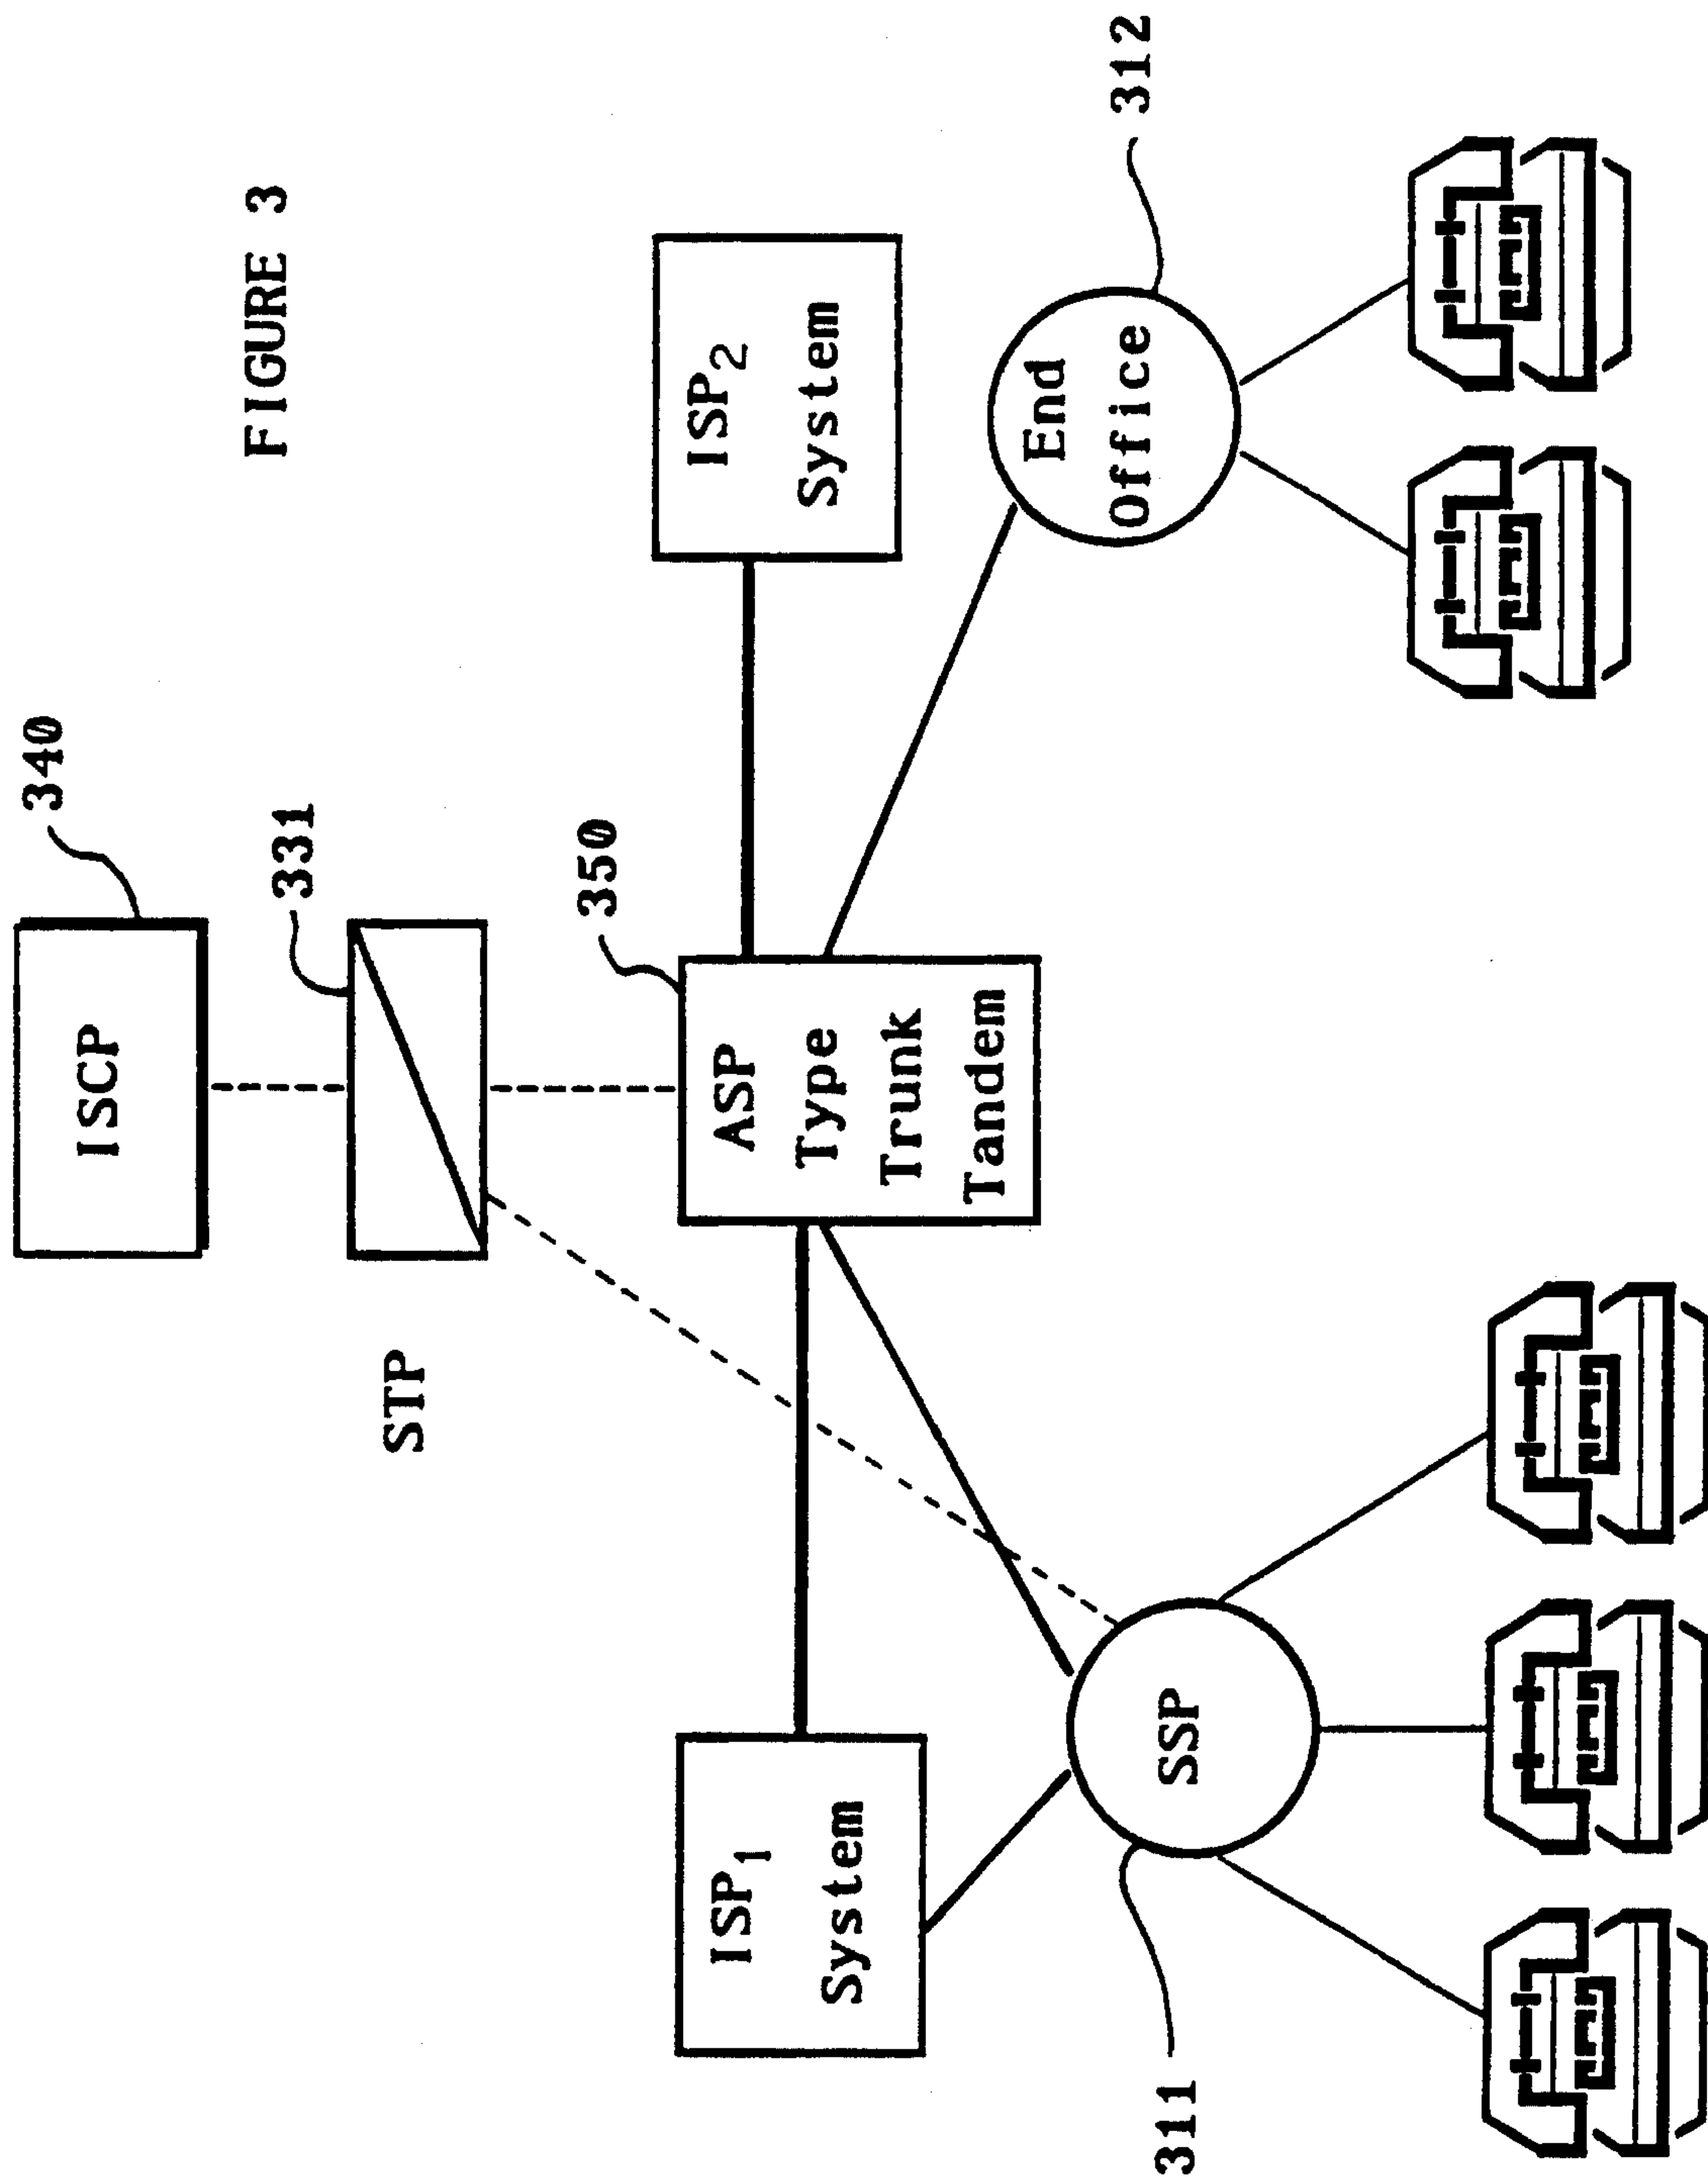 FIGURE 3
ISCP
340
331
STP
350
ASP
Type
Trunk
Tandem
ISP1
System
ISP2
System
SSP
311
End
Office
312